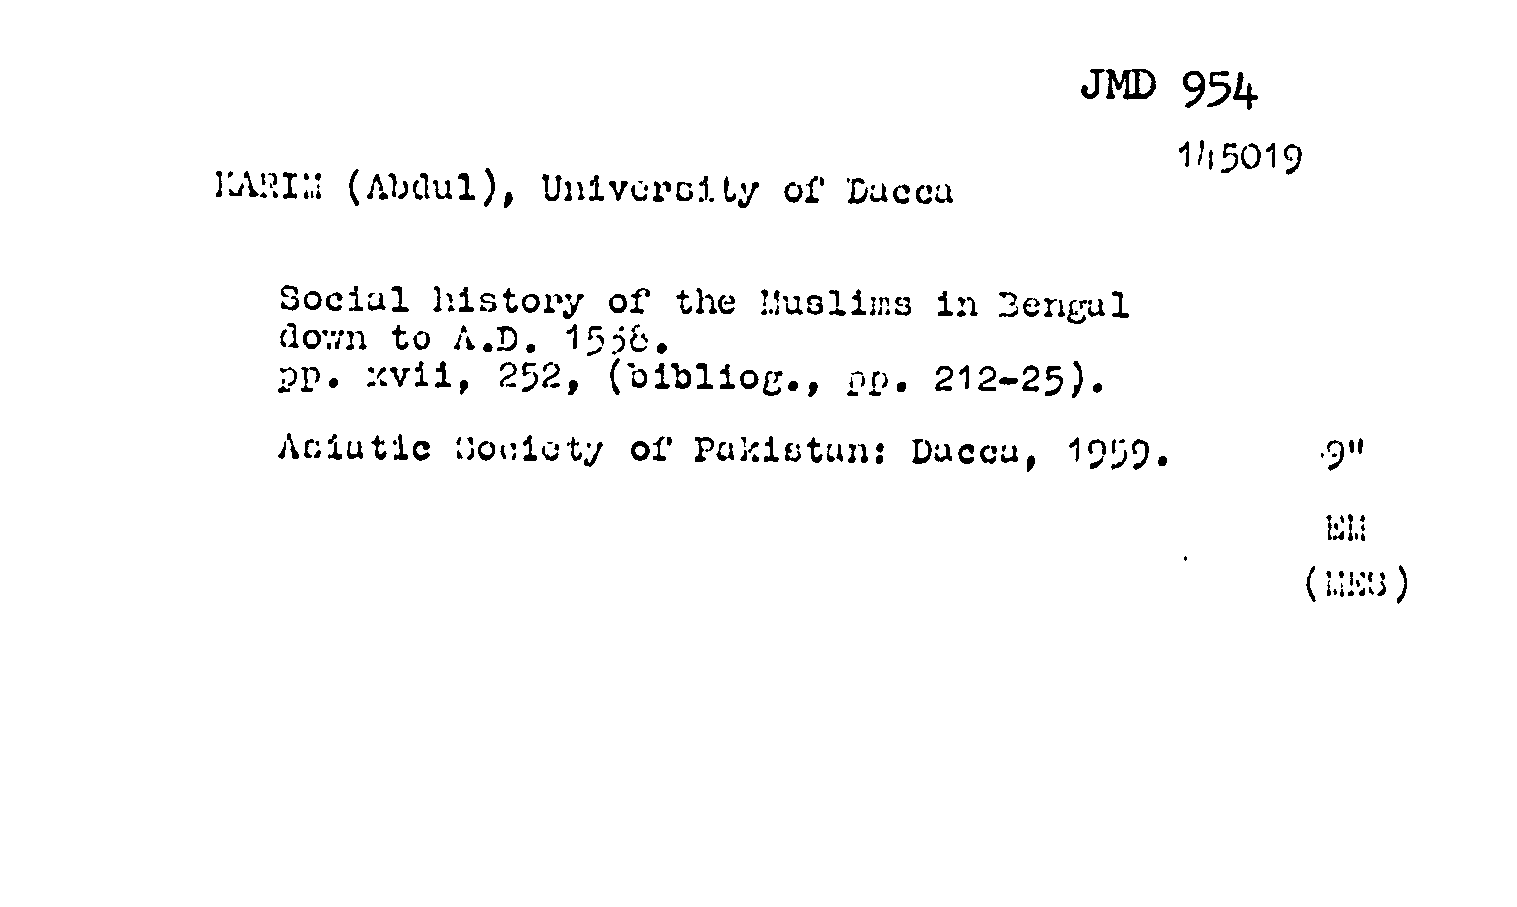 JMD 954
145019
KARIM (Abdul), University of Dacca
Social history of the Muslims in Bengal
down to A.D. 1538.
pp. xvii, 252, (bibliog., pp. 212-25).
Asiatic Society of Pakistan: Dacca, 1959. 9"
EM
(MES)